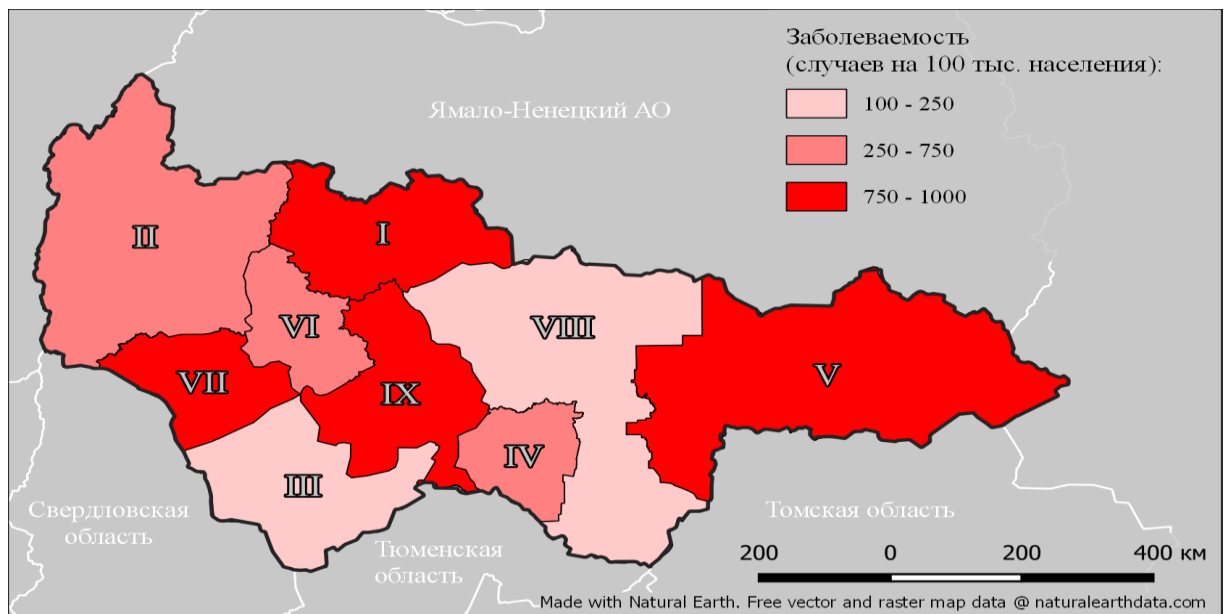 Заболеваемость
(случаев на 100 тыс. населения):
100 - 250
250 - 750
750 - 1000
Ямало-Ненецкий АО
I
II
VI
VIII
VII
IX
V
IV
III
Свердловская
область
Тюменская
область
Томская область
200 0 200 400 км
Made with Natural Earth. Free vector and raster map data @ naturalearthdata.com